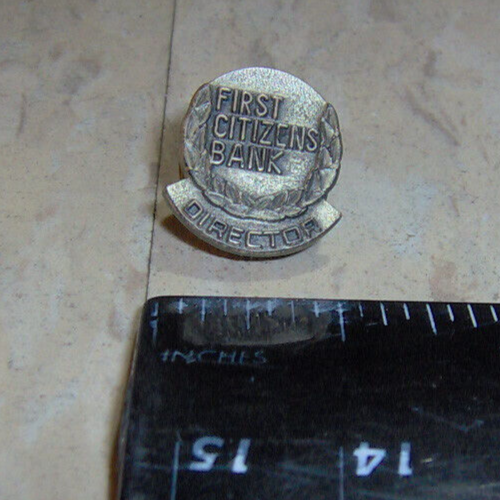 FIRST
CITIZENS
BANK
DIRECTOR
INCHES
15 14